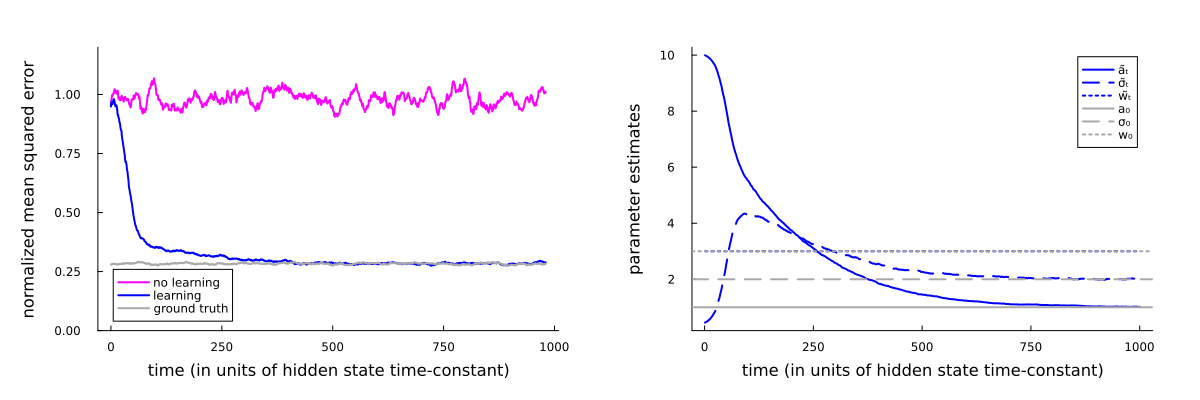 normalized mean squared error
1.00
0.75
0.50
0.25
0.00
no learning
learning
ground truth
0
250
500
750
1000
time (in units of hidden state time-constant)
parameter estimates
10
8
6
4
2
ãₜ
σ̃ₜ
w̃ₜ
a₀
σ₀
w₀
0
250
500
750
1000
time (in units of hidden state time-constant)